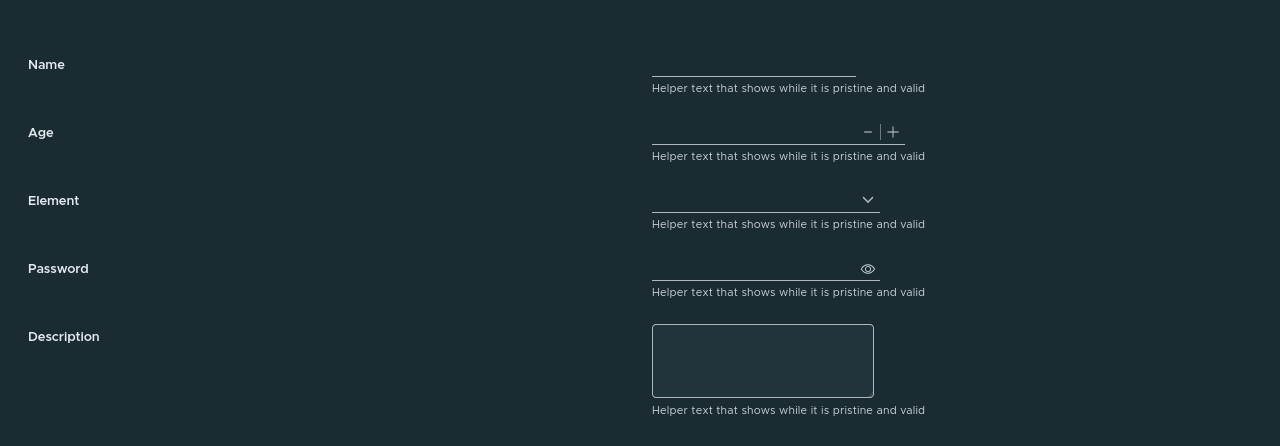 Name
Helper text that shows while it is pristine and valid
Age
Helper text that shows while it is pristine and valid
Element
Helper text that shows while it is pristine and valid
Password
Helper text that shows while it is pristine and valid
Description
Helper text that shows while it is pristine and valid